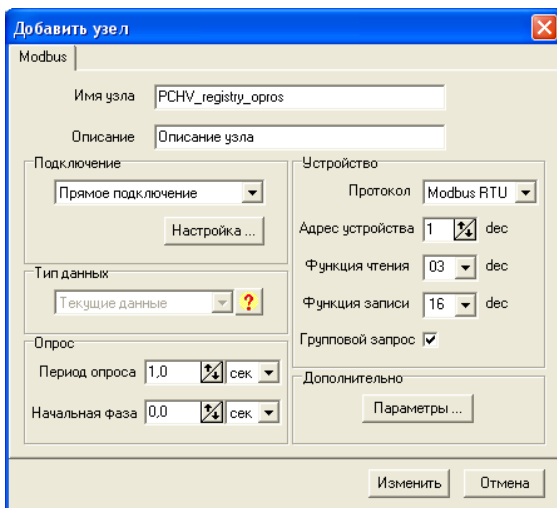 Добавить узел
Modbus
Имя узла PCHV_registry_opros
Описание Описание узла
Подключение
Прямое подключение
Настройка ...
Тип данных
Текущие данные ?
Опрос
Период опроса 1,0 сек
Начальная фаза 0,0 сек
Устройство
Протокол Modbus RTU
Адрес устройства 1 dec
Функция чтения 03 dec
Функция записи 16 dec
Групповой запрос
Дополнительно
Параметры ...
Изменить Отмена